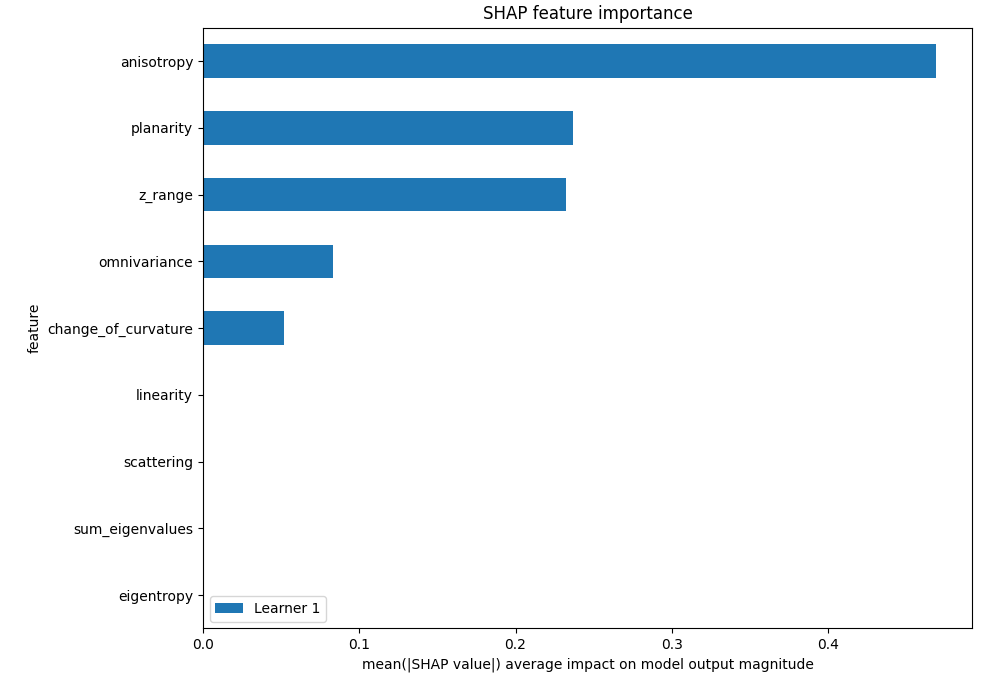 SHAP feature importance
anisotropy
planarity
z_range
omnivariance
change_of_curvature
linearity
scattering
sum_eigenvalues
eigentropy
feature
Learner 1
0.0 0.1 0.2 0.3 0.4
mean(|SHAP value|) average impact on model output magnitude